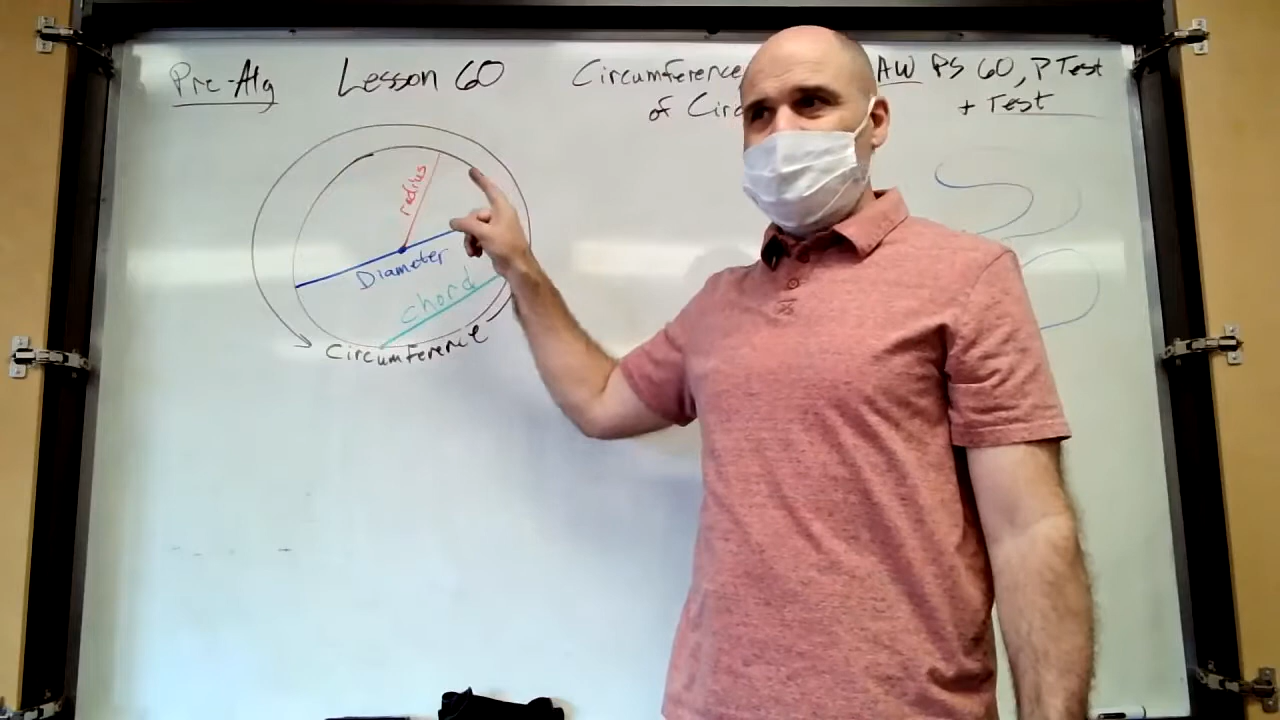 Pre-Alg Lesson 60 Circumference AW PS 60, P Test
of Circ + Test
radius
Diameter
chord
Circumference